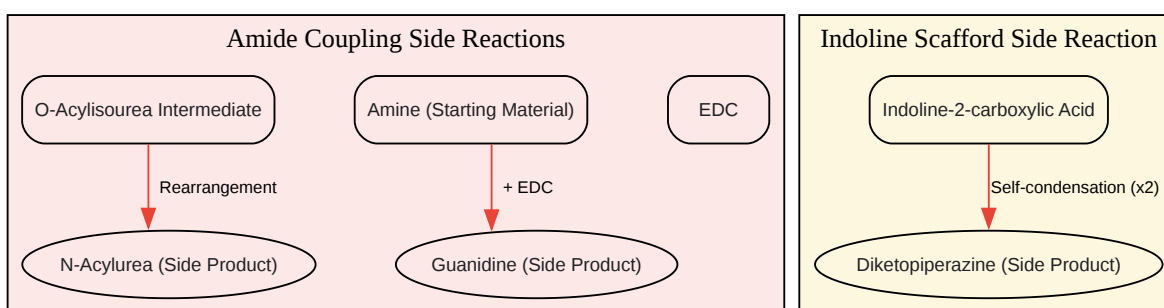 Amide Coupling Side Reactions
O-Acylisourea Intermediate
Amine (Starting Material)
EDC
Rearrangement
+ EDC
N-Acylurea (Side Product)
Guanidine (Side Product)
Indoline Scafford Side Reaction
Indoline-2-carboxylic Acid
Self-condensation (x2)
Diketopiperazine (Side Product)